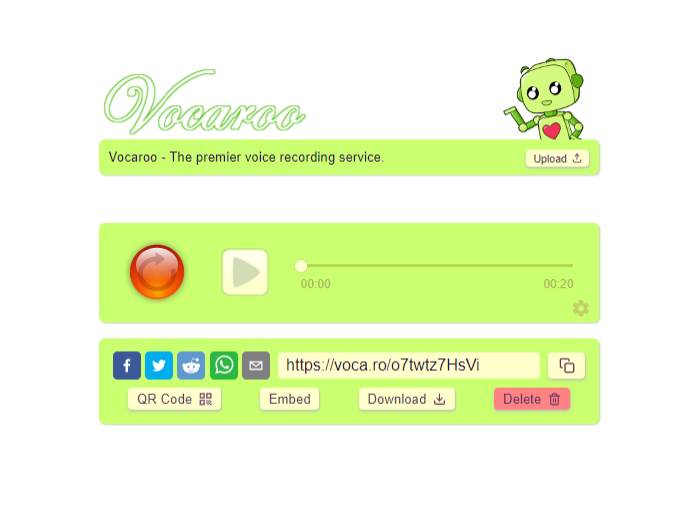 Vocaroo
Vocaroo - The premier voice recording service.
Upload
00:00
00:20
https://voca.ro/o7twtz7HsVi
QR Code
Embed
Download
Delete